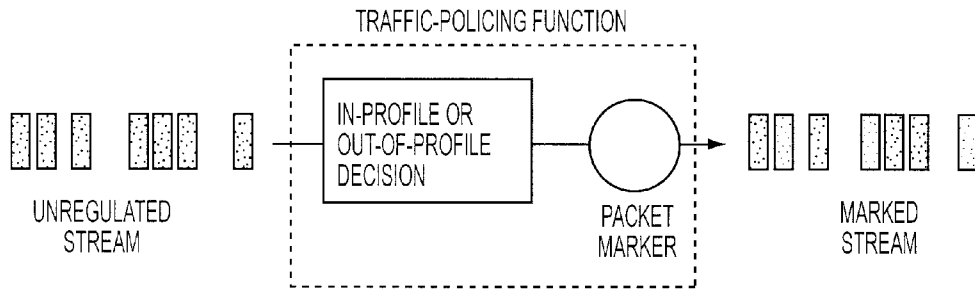 TRAFFIC-POLICING FUNCTION
IN-PROFILE OR
OUT-OF-PROFILE
DECISION
UNREGULATED
STREAM
PACKET
MARKER
MARKED
STREAM